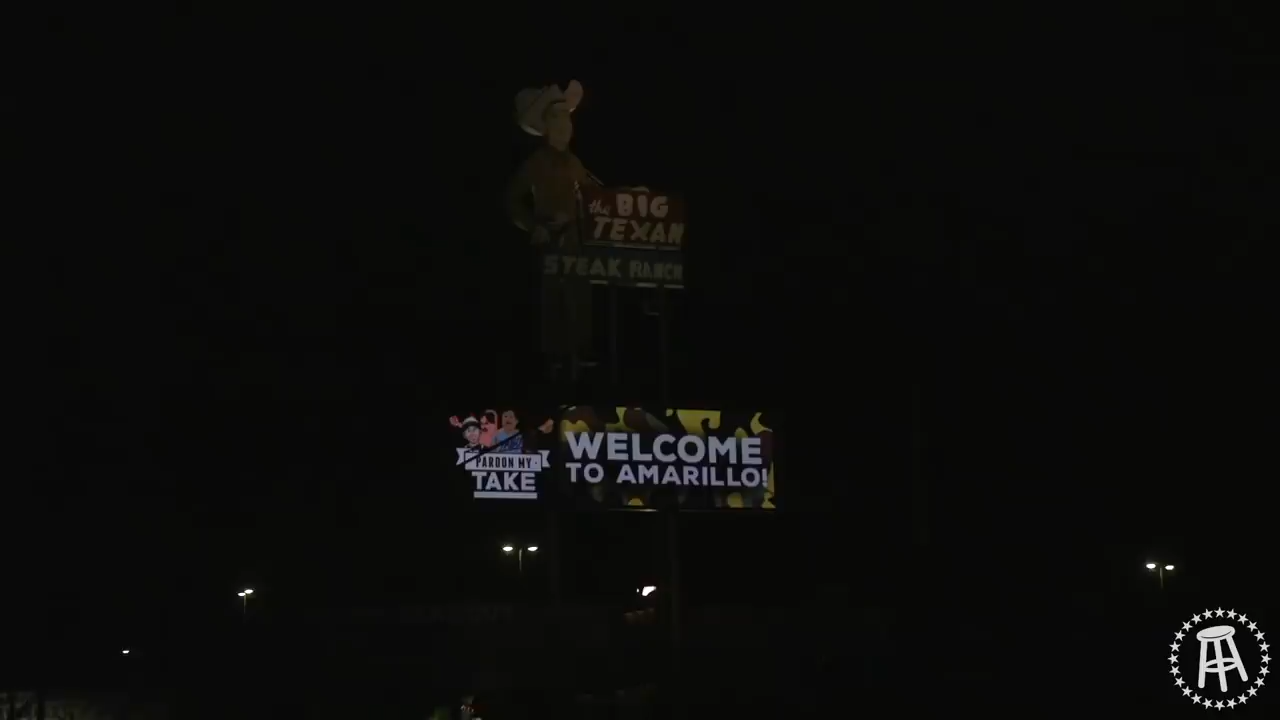 the BIG
TEXAN
STEAK RANCH
PARDON MY
TAKE
WELCOME
TO AMARILLO!